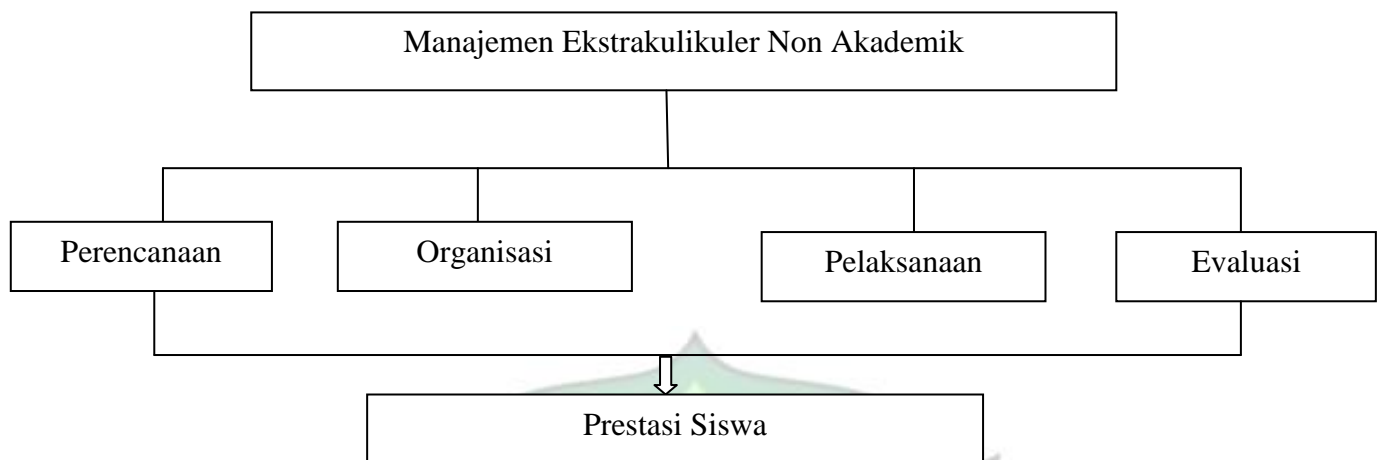 Manajemen Ekstrakulikuler Non Akademik
Perencanaan
Organisasi
Pelaksanaan
Evaluasi
Prestasi Siswa